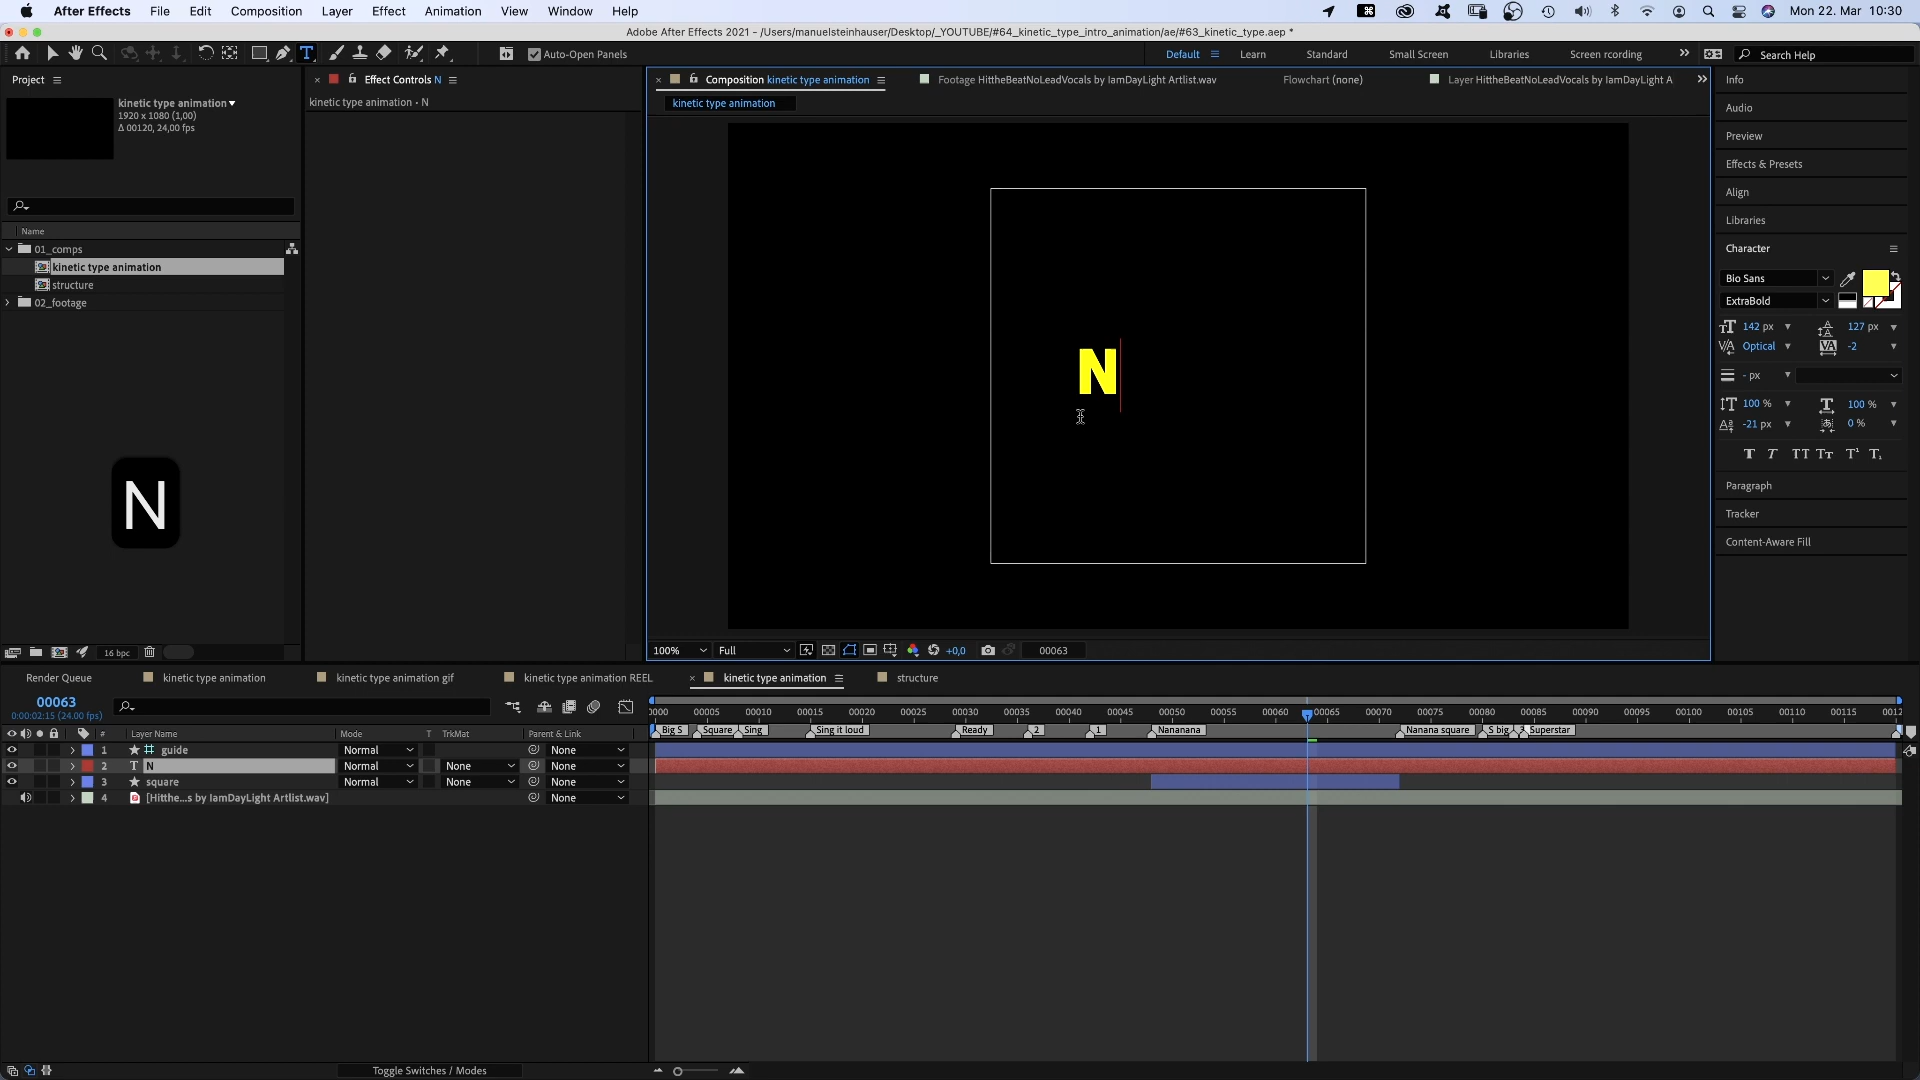 After Effects File Edit Composition Layer Effect Animation View Window Help Mon 22. Mar 10:30
Adobe After Effects 2021 - /Users/manuelsteinhauser/Desktop/_YOUTUBE/#64_kinetic_type_intro_animation/ae/#63_kinetic_type.aep *
T Auto-Open Panels Default Learn Standard Small Screen Libraries Screen rcording Search Help
Project Effect Controls N Composition kinetic type animation Footage HittheBeatNoLeadVocals by IamDayLight Artlist.wav Flowchart (none) Layer HittheBeatNoLeadVocals by IamDayLight A Info
kinetic type animation
1920 x 1080 (1,00)
Δ 00120, 24,00 fps
kinetic type animation • N
kinetic type animation
Audio
Preview
Effects & Presets
Align
Libraries
Character
Name
01_comps
kinetic type animation
structure
02_footage
Bio Sans
ExtraBold
142 px 127 px
Optical -2
- px
100 % 100 %
-21 px 0 %
T T TT Tт T¹ T₁
Paragraph
Tracker
Content-Aware Fill
N
N
16 bpc
100% Full +0,0 00063
Render Queue kinetic type animation kinetic type animation gif kinetic type animation REEL kinetic type animation structure
00063
0:00:02:15 (24.00 fps)
0000 00005 00010 00015 00020 00025 00030 00035 00040 00045 00050 00055 00060 00065 00070 00075 00080 00085 00090 00095 00100 00105 00110 00115 0012
Big S Square Sing Sing it loud Ready 2 1 Nananana Nanana square S big Superstar
# Layer Name Mode T TrkMat Parent & Link
1 guide Normal None
2 T N Normal None None
3 square Normal None None
4 [Hitthe...s by IamDayLight Artlist.wav] None
Toggle Switches / Modes